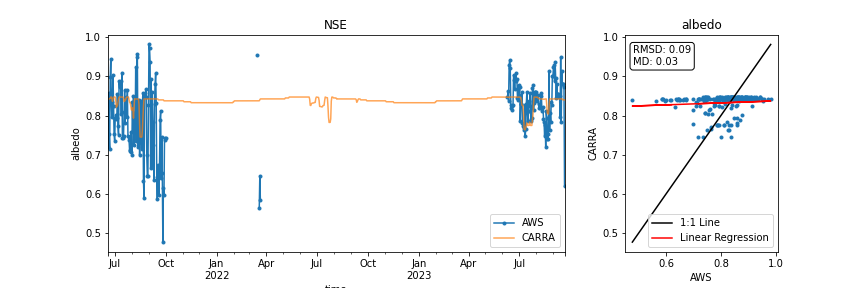 NSE
1.0
0.9
0.8
0.7
0.6
0.5
albedo
Jul
Oct
Jan
2022
Apr
Jul
Oct
Jan
2023
Apr
Jul
time
AWS
CARRA
albedo
RMSD: 0.09
MD: 0.03
1.0
0.9
0.8
0.7
0.6
0.5
CARRA
1:1 Line
Linear Regression
0.6
0.8
1.0
AWS